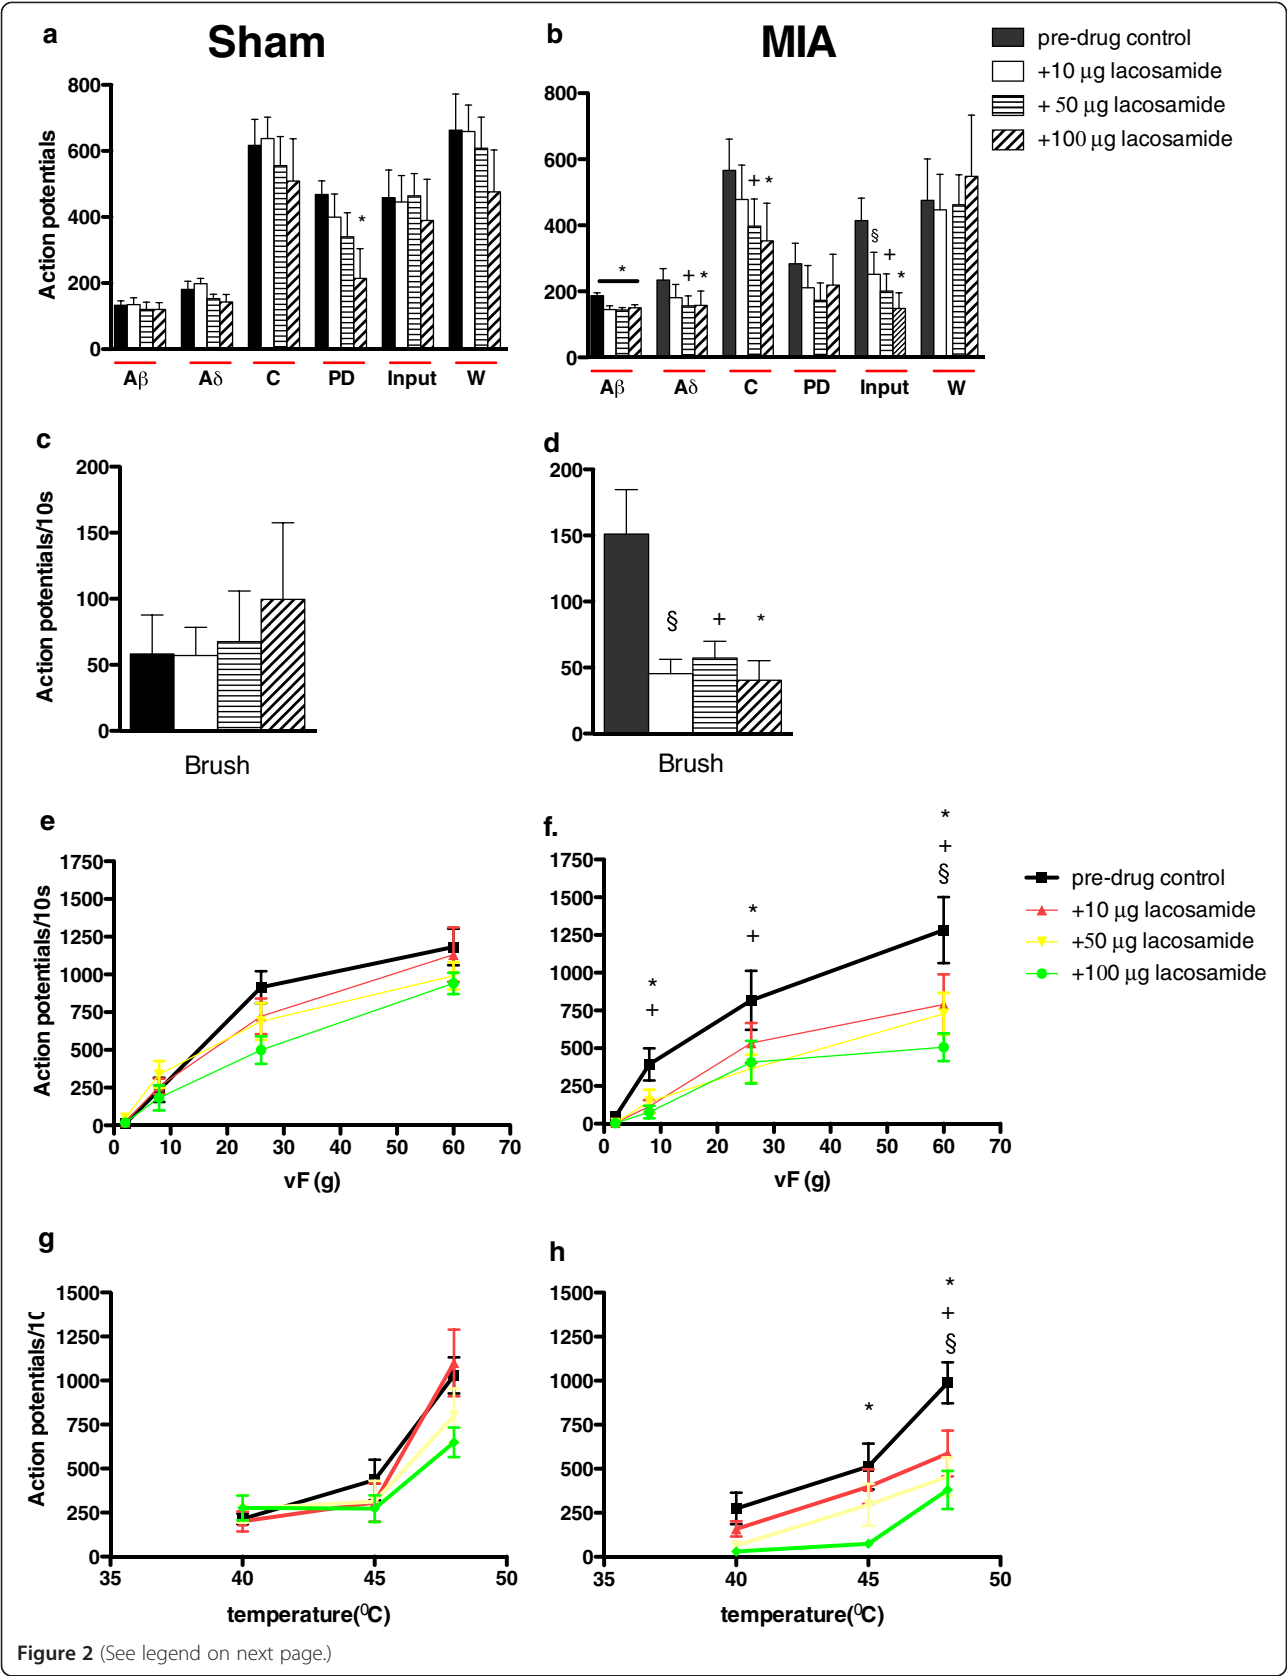 a
Sham
b
MIA
pre-drug control
+10 μg lacosamide
+ 50 μg lacosamide
+100 μg lacosamide
Action potentials
800
600
400
200
0
*
Aβ
Aδ
C
PD
Input
W
800
600
400
200
0
*
+ *
+ *
§
+
*
Aβ
Aδ
C
PD
Input
W
c
Action potentials/10s
200
150
100
50
0
Brush
d
200
150
100
50
0
§
+
*
Brush
e
Action potentials/10s
1750
1500
1250
1000
750
500
250
0
0 10 20 30 40 50 60 70
vF (g)
f.
1750
1500
1250
1000
750
500
250
0
*
+
*
+
*
+
§
0 10 20 30 40 50 60 70
vF (g)
pre-drug control
+10 μg lacosamide
+50 μg lacosamide
+100 μg lacosamide
g
Action potentials/10
1500
1250
1000
750
500
250
0
35 40 45 50
temperature(⁰C)
h
1500
1250
1000
750
500
250
0
*
*
+
§
35 40 45 50
temperature(⁰C)
Figure 2 (See legend on next page.)